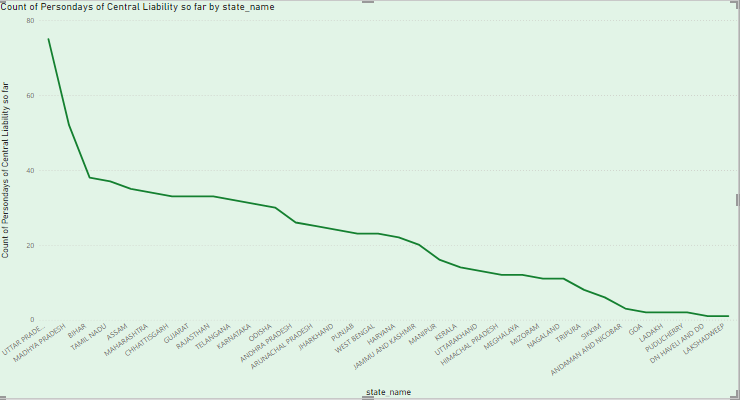 Count of Persondays of Central Liability so far by state_name
Count of Persondays of Central Liability so far
80
60
40
20
0
UTTAR PRADE...
MADHYA PRADESH
BIHAR
TAMIL NADU
ASSAM
MAHARASHTRA
CHHATTISGARH
GUJARAT
RAJASTHAN
TELANGANA
KARNATAKA
ODISHA
ANDHRA PRADESH
ARUNACHAL PRADESH
JHARKHAND
PUNJAB
WEST BENGAL
HARYANA
JAMMU AND KASHMIR
MANIPUR
KERALA
UTTARAKHAND
HIMACHAL PRADESH
MEGHALAYA
MIZORAM
NAGALAND
TRIPURA
SIKKIM
ANDAMAN AND NICOBAR
GOA
LADAKH
PUDUCHERRY
DN HAVELI AND DD
LAKSHADWEEP
state_name